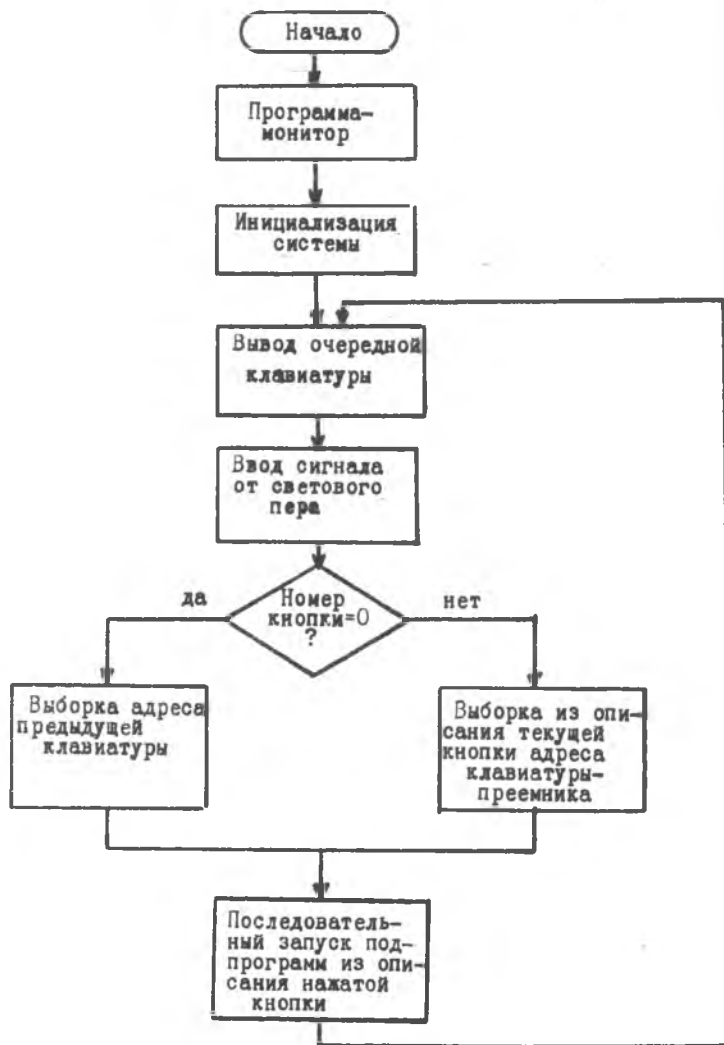 Начало
Программа-
монитор
Инициализация
системы
Вывод очередной
клавиатуры
Ввод сигнала
от светового
пера
да
Номер
кнопки=0
?
нет
Выборка адреса
предыдущей
клавиатуры
Выборка из опи-
сания текущей
кнопки адреса
клавиатуры-
преемника
Последователь-
ный запуск под-
программ из опи-
сания нажатой
кнопки